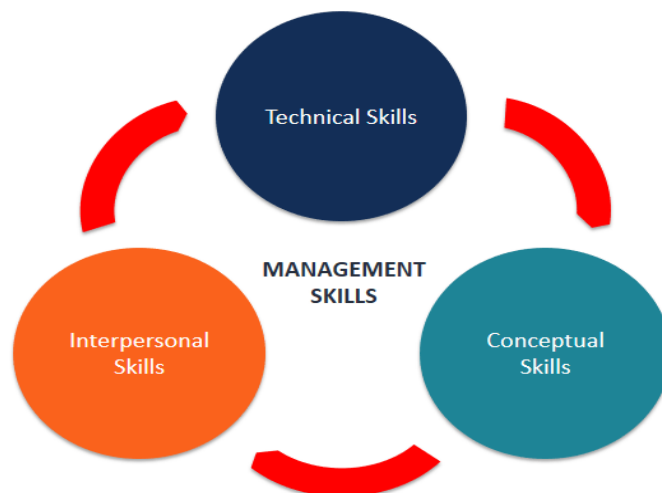 Technical Skills
MANAGEMENT
SKILLS
Interpersonal
Skills
Conceptual
Skills